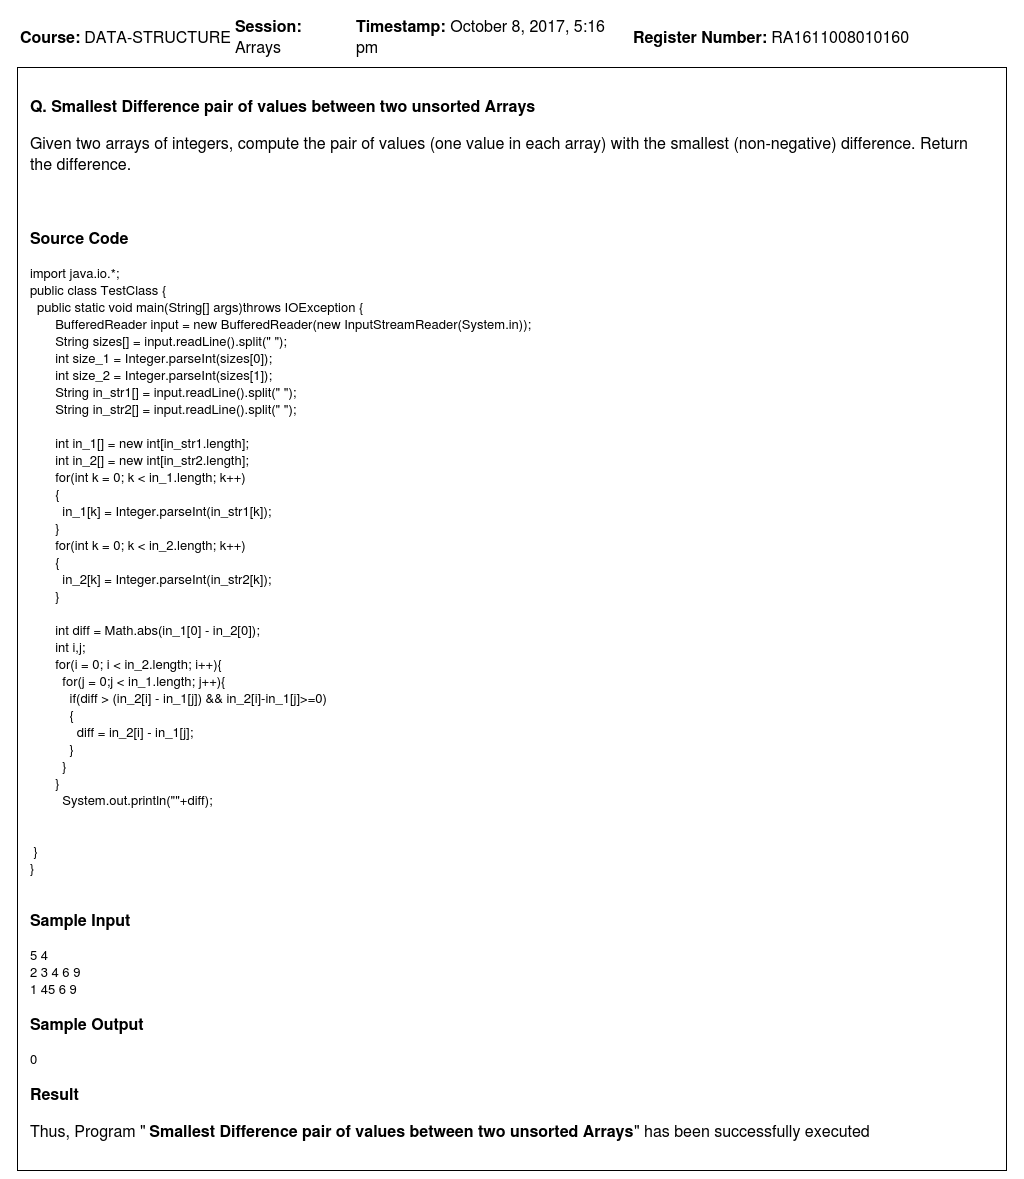 Course: DATA-STRUCTURE Session: Arrays Timestamp: October 8, 2017, 5:16 pm Register Number: RA1611008010160
Q. Smallest Difference pair of values between two unsorted Arrays
Given two arrays of integers, compute the pair of values (one value in each array) with the smallest (non-negative) difference. Return
the difference.
Source Code
import java.io.*;
public class TestClass {
  public static void main(String[] args)throws IOException {
       BufferedReader input = new BufferedReader(new InputStreamReader(System.in));
       String sizes[] = input.readLine().split(" ");
       int size_1 = Integer.parseInt(sizes[0]);
       int size_2 = Integer.parseInt(sizes[1]);
       String in_str1[] = input.readLine().split(" ");
       String in_str2[] = input.readLine().split(" ");
       int in_1[] = new int[in_str1.length];
       int in_2[] = new int[in_str2.length];
       for(int k = 0; k < in_1.length; k++)
       {
         in_1[k] = Integer.parseInt(in_str1[k]);
       }
       for(int k = 0; k < in_2.length; k++)
       {
         in_2[k] = Integer.parseInt(in_str2[k]);
       }
       int diff = Math.abs(in_1[0] - in_2[0]);
       int i,j;
       for(i = 0; i < in_2.length; i++){
         for(j = 0;j < in_1.length; j++){
           if(diff > (in_2[i] - in_1[j]) && in_2[i]-in_1[j]>=0)
           {
             diff = in_2[i] - in_1[j];
           }
         }
       }
         System.out.println(""+diff);
 }
}
Sample Input
5 4
2 3 4 6 9
1 45 6 9
Sample Output
0
Result
Thus, Program " Smallest Difference pair of values between two unsorted Arrays" has been successfully executed